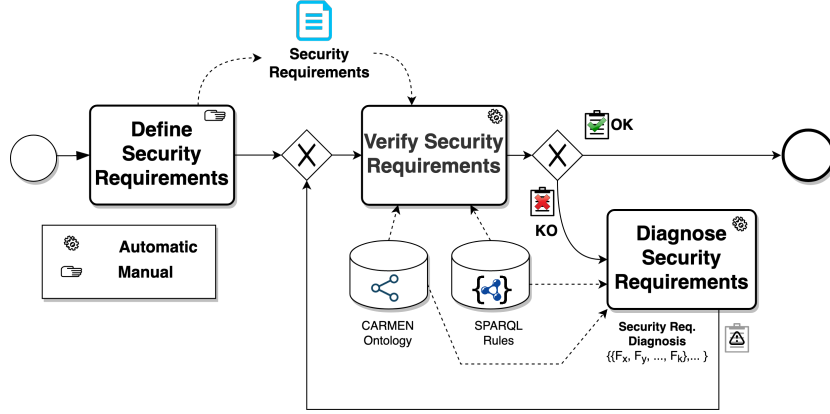 Security
Requirements
Define
Security
Requirements
X
Verify Security
Requirements
X
OK
KO
Automatic
Manual
CARMEN
Ontology
{ }
SPARQL
Rules
Diagnose
Security
Requirements
Security Req.
Diagnosis
{{Fx, Fy, ..., Fk},... }